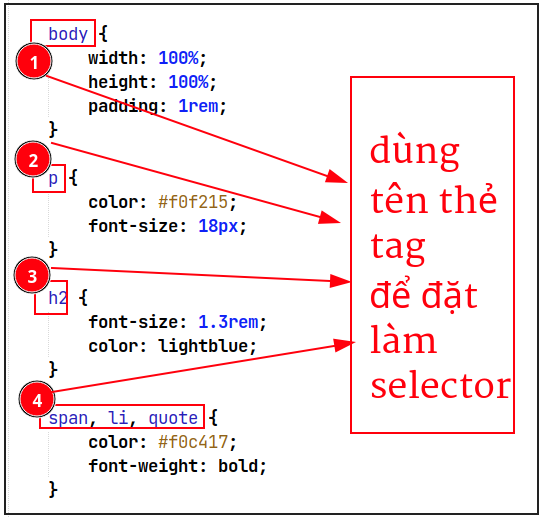 body {
width: 100%;
height: 100%;
padding: 1rem;
}
p {
color: #f0f215;
font-size: 18px;
}
h2 {
font-size: 1.3rem;
color: lightblue;
}
span, li, quote {
color: #f0c417;
font-weight: bold;
}
1
2
3
4
dùng
tên thẻ
tag
để đặt
làm
selector